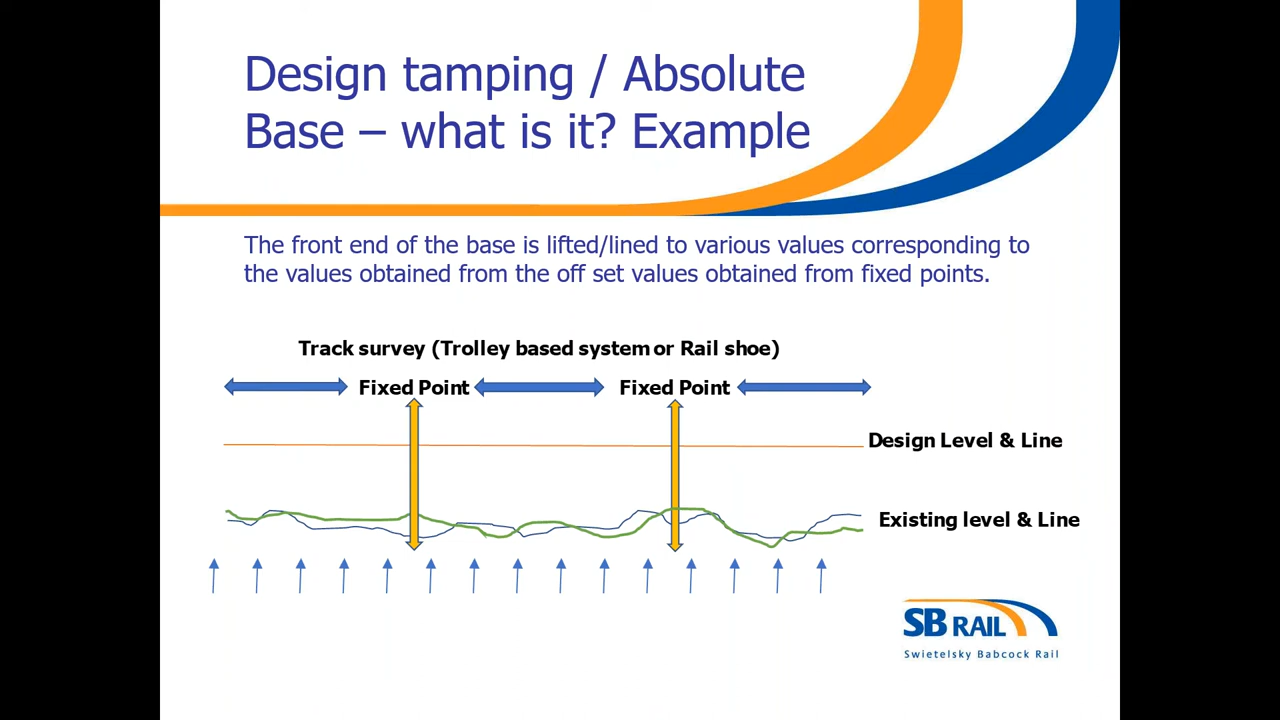 Design tamping / Absolute
Base – what is it? Example
The front end of the base is lifted/lined to various values corresponding to
the values obtained from the off set values obtained from fixed points.
Track survey (Trolley based system or Rail shoe)
Fixed Point
Fixed Point
Design Level & Line
Existing level & Line
SB RAIL
Swietelsky Babcock Rail